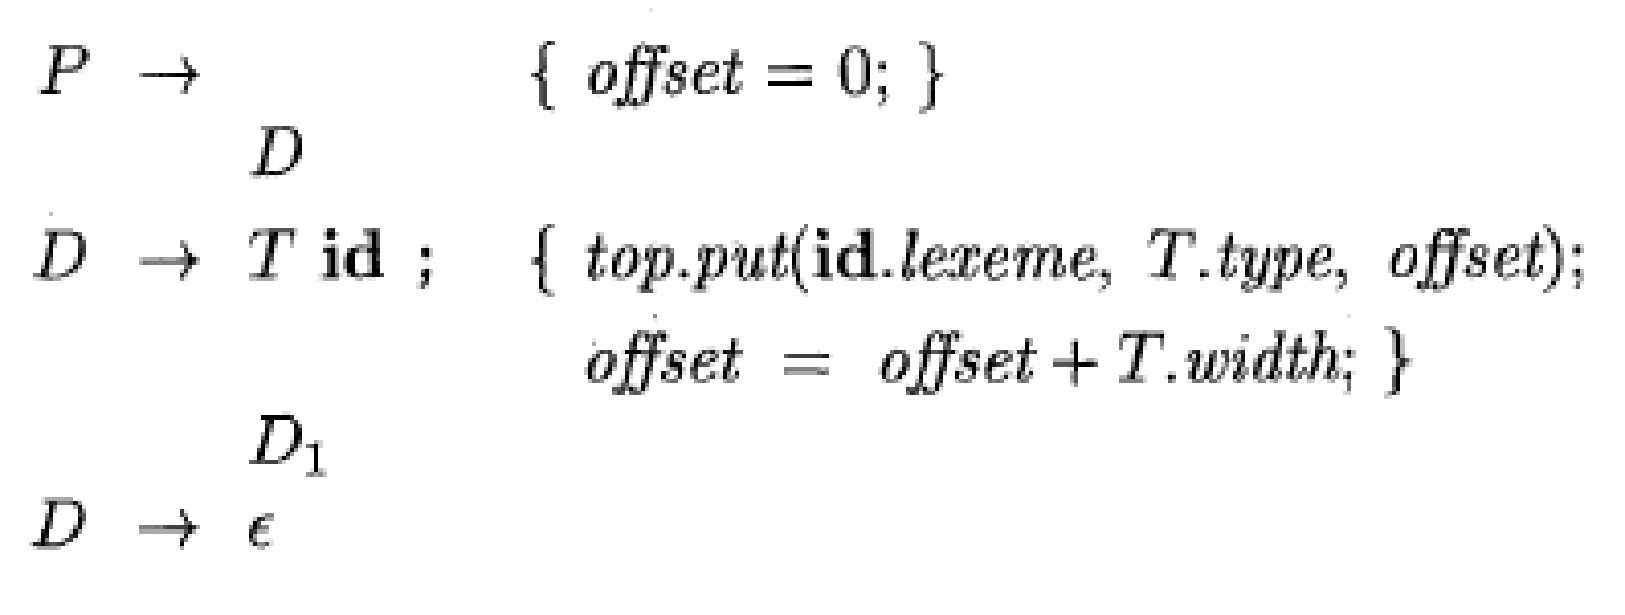 P → { offset = 0; }
D
D → T id ; { top.put(id.lexeme, T.type, offset);
offset = offset + T.width; }
D₁
D → ϵ